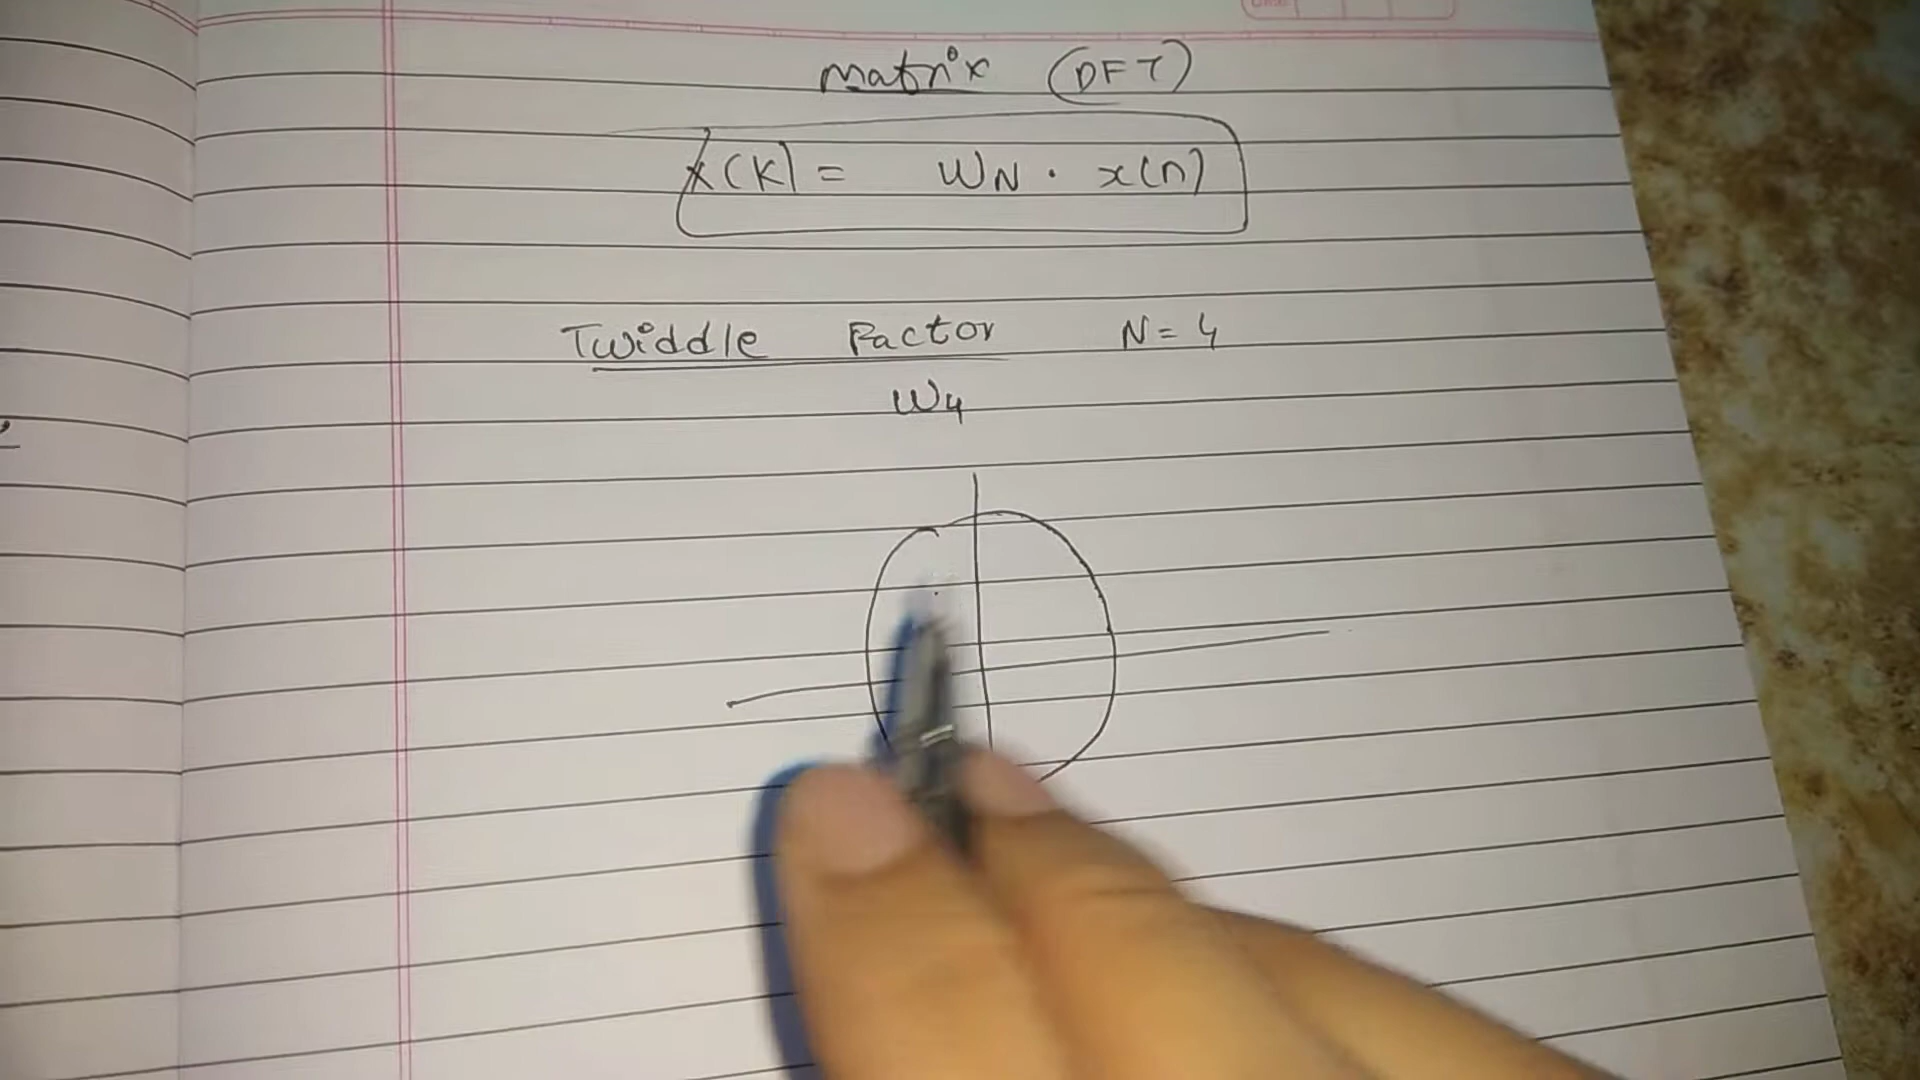 Matrix (DFT)
X(K) = WN · x(n)
Twiddle Factor N = 4
W4